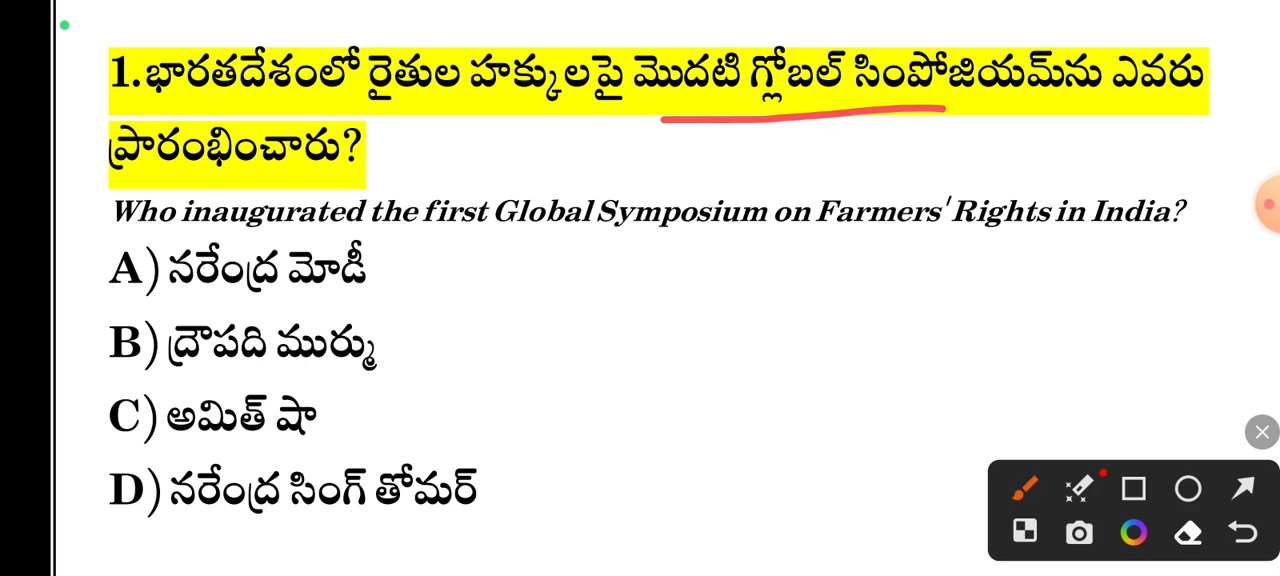 1.భారతదేశంలో రైతుల హక్కులపై మొదటి గ్లోబల్ సింపోజియమ్‌ను ఎవరు
ప్రారంభించారు?
Who inaugurated the first Global Symposium on Farmers' Rights in India?
A) నరేంద్ర మోడీ
B) ద్రౌపది ముర్ము
C) అమిత్ షా
D) నరేంద్ర సింగ్ తోమర్